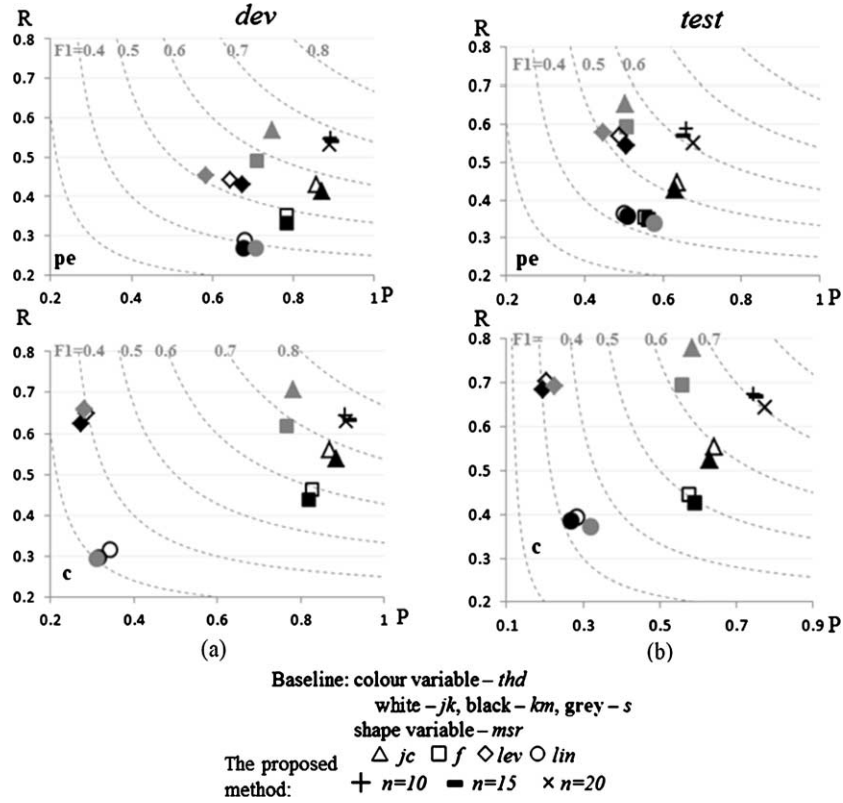 dev
test
R
F1=0.4 0.5 0.6 0.7 0.8
0.8
0.7
0.6
0.5
0.4
0.3
0.2
pe
0.2 0.4 0.6 0.8 1 P
R
F1=0.4 0.5 0.6
0.8
0.7
0.6
0.5
0.4
0.3
0.2
pe
0.2 0.4 0.6 0.8 1 P
R
F1=0.4 0.5 0.6 0.7 0.8
0.8
0.7
0.6
0.5
0.4
0.3
0.2
c
0.2 0.4 0.6 0.8 1 P
R
F1= 0.4 0.5 0.6 0.7
0.8
0.7
0.6
0.5
0.4
0.3
0.2
c
0.1 0.3 0.5 0.7 0.9 P
(a)
(b)
Baseline: colour variable – thd
white – jk, black – km, grey – s
shape variable – msr
jc f lev lin
The proposed method: n=10 n=15 n=20